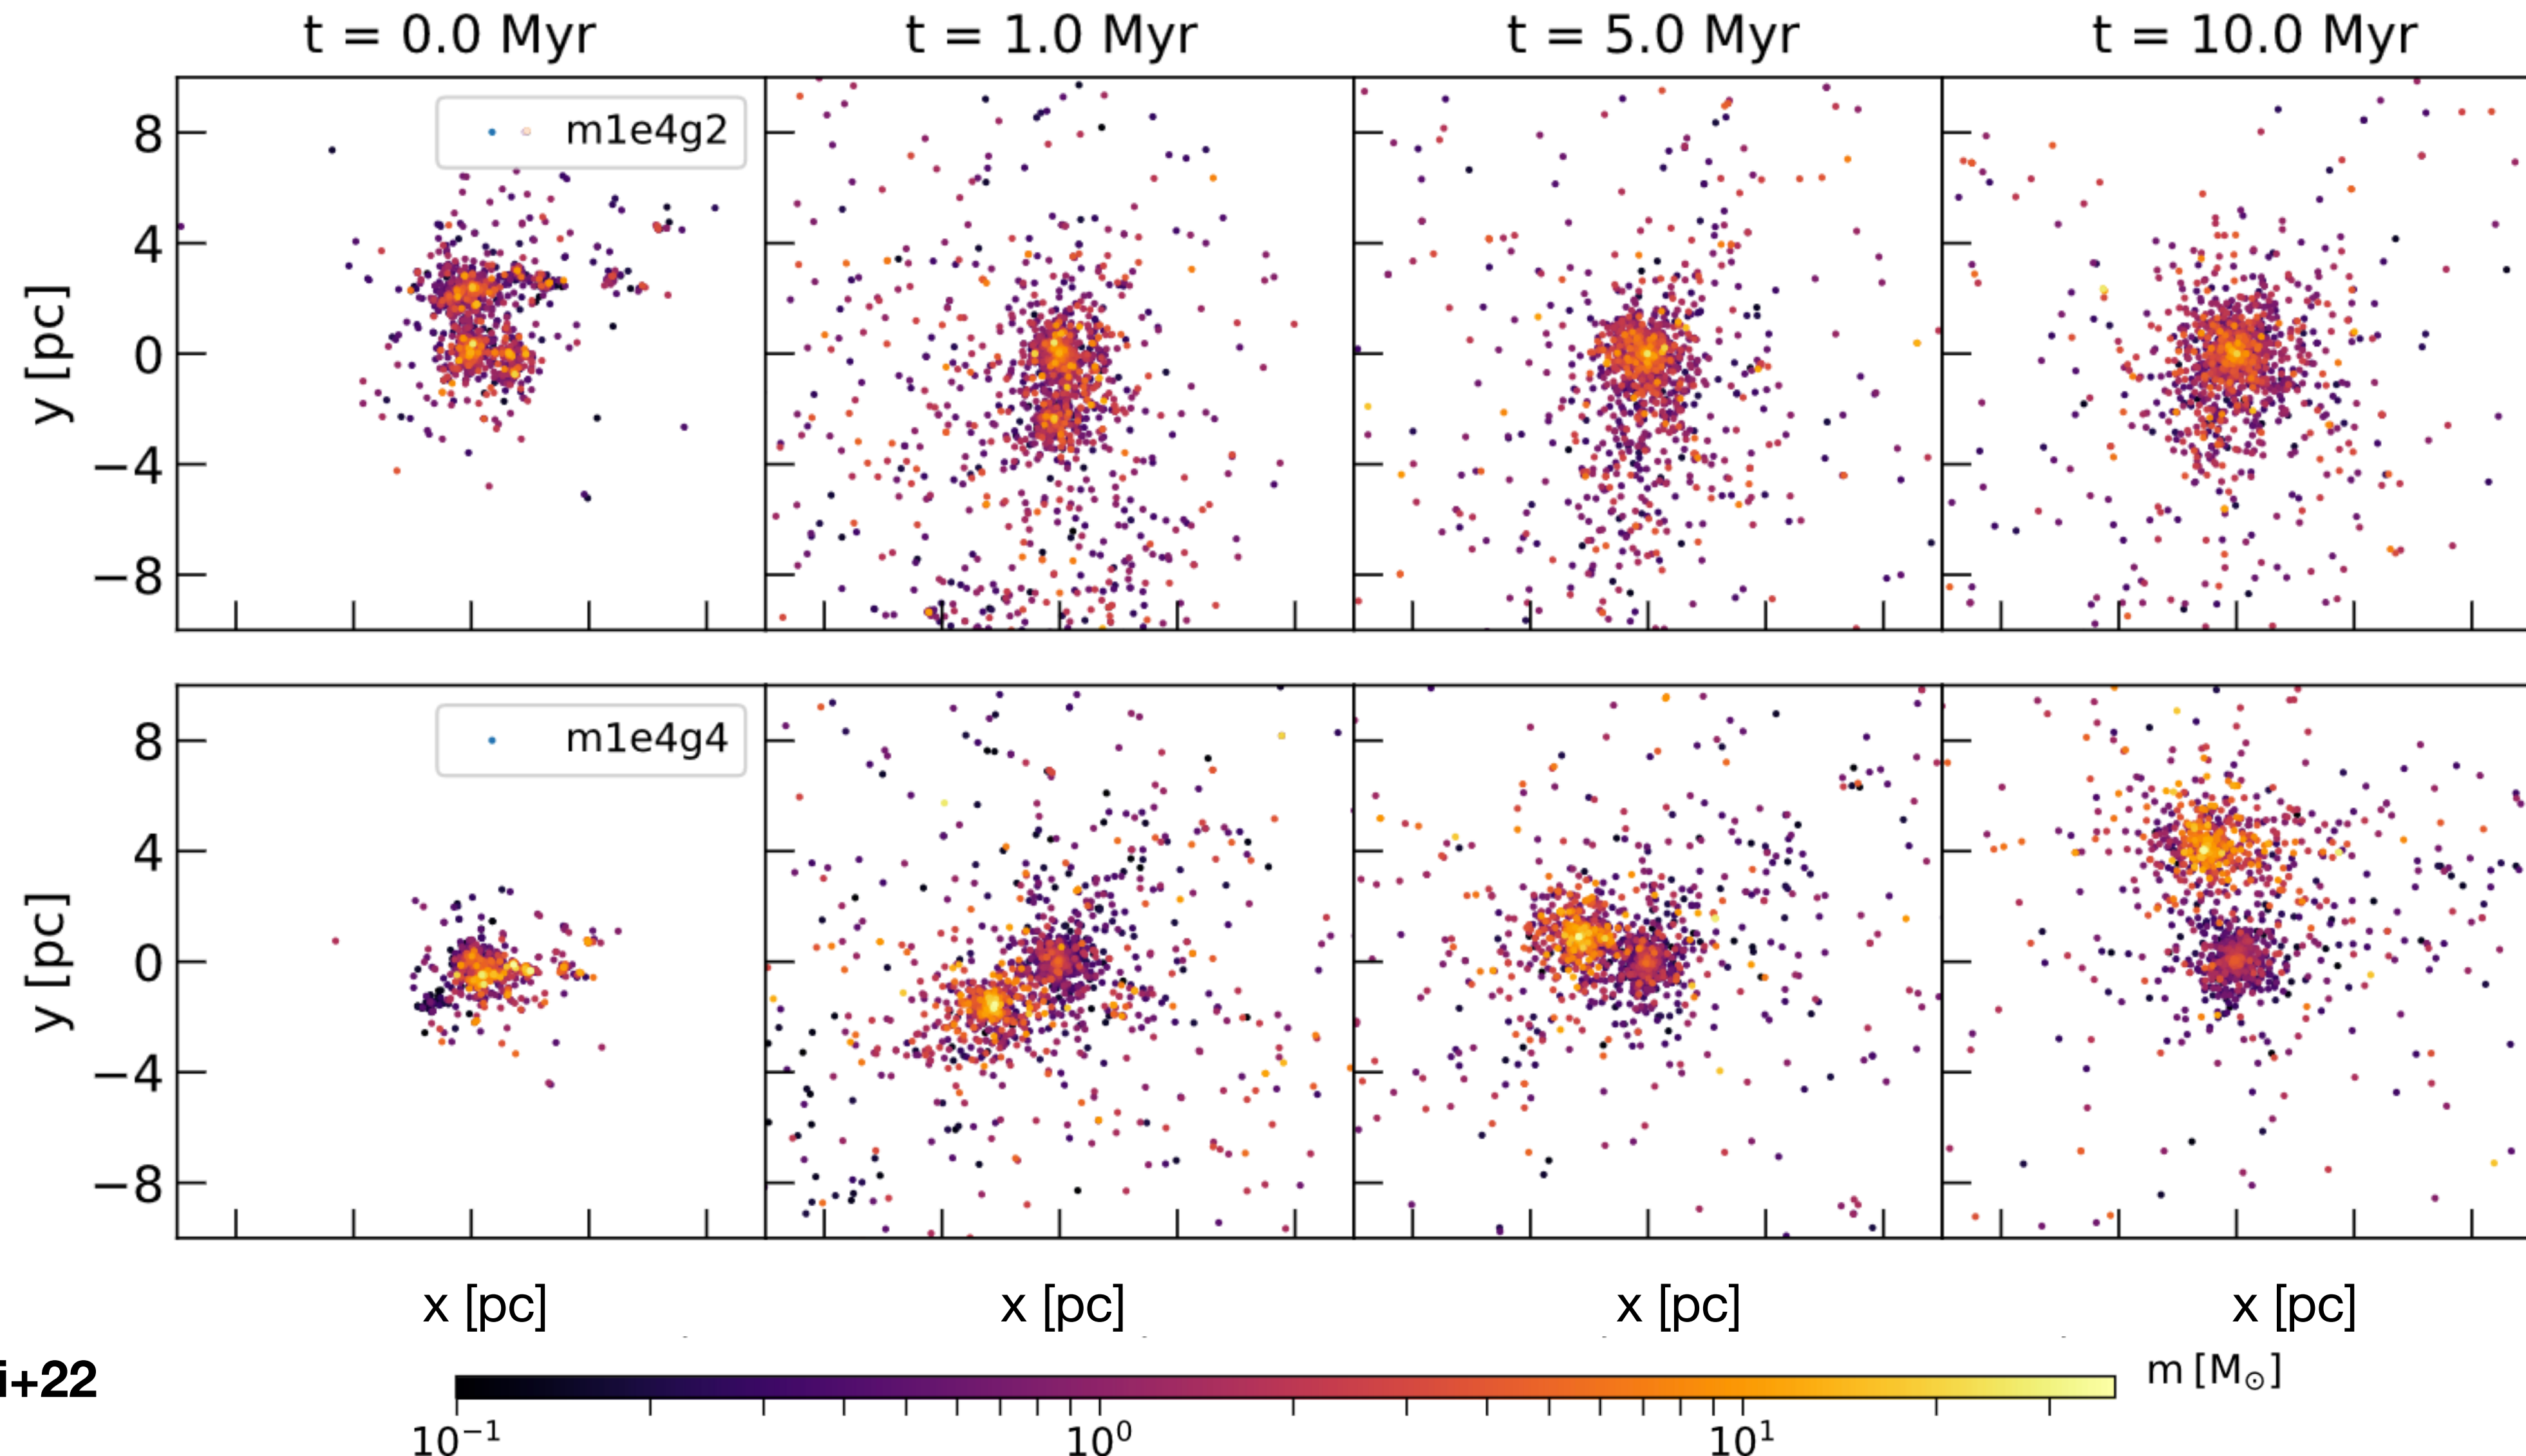 t = 0.0 Myr t = 1.0 Myr t = 5.0 Myr t = 10.0 Myr
m1e4g2
8
4
0
−4
−8
y [pc]
m1e4g4
8
4
0
−4
−8
y [pc]
x [pc] x [pc] x [pc] x [pc]
i+22
m [M☉]
10⁻¹ 10⁰ 10¹